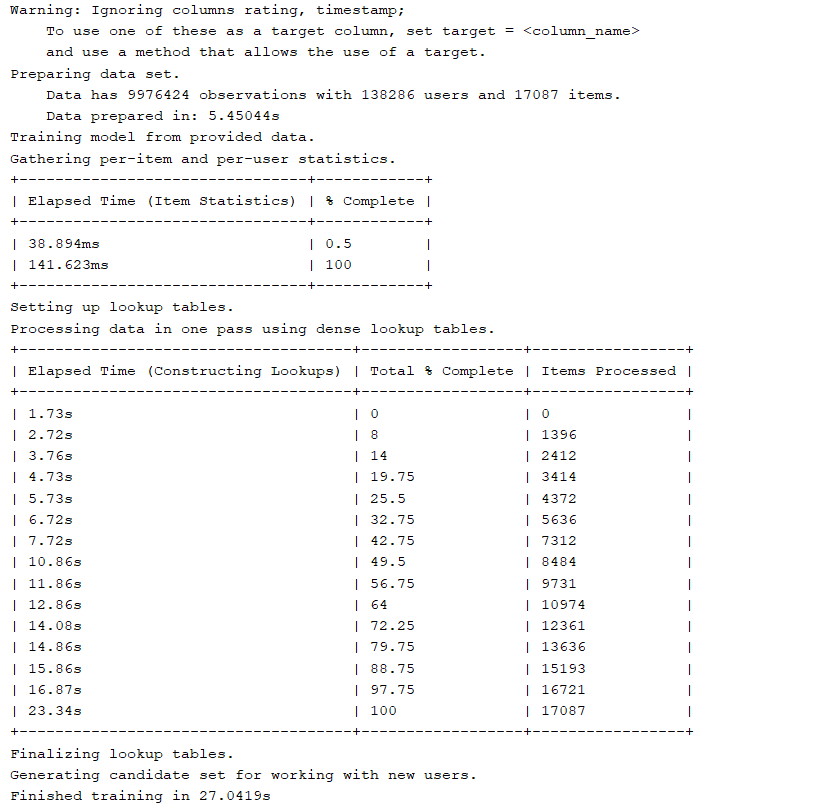 Warning: Ignoring columns rating, timestamp;
    To use one of these as a target column, set target = <column_name>
    and use a method that allows the use of a target.
Preparing data set.
    Data has 9976424 observations with 138286 users and 17087 items.
    Data prepared in: 5.45044s
Training model from provided data.
Gathering per-item and per-user statistics.
+--------------------------------+------------+
| Elapsed Time (Item Statistics) | % Complete |
+--------------------------------+------------+
| 38.894ms                       | 0.5        |
| 141.623ms                      | 100        |
+--------------------------------+------------+
Setting up lookup tables.
Processing data in one pass using dense lookup tables.
+-------------------------------------+------------------+-----------------+
| Elapsed Time (Constructing Lookups) | Total % Complete | Items Processed |
+-------------------------------------+------------------+-----------------+
| 1.73s                               | 0                | 0               |
| 2.72s                               | 8                | 1396            |
| 3.76s                               | 14               | 2412            |
| 4.73s                               | 19.75            | 3414            |
| 5.73s                               | 25.5             | 4372            |
| 6.72s                               | 32.75            | 5636            |
| 7.72s                               | 42.75            | 7312            |
| 10.86s                              | 49.5             | 8484            |
| 11.86s                              | 56.75            | 9731            |
| 12.86s                              | 64               | 10974           |
| 14.08s                              | 72.25            | 12361           |
| 14.86s                              | 79.75            | 13636           |
| 15.86s                              | 88.75            | 15193           |
| 16.87s                              | 97.75            | 16721           |
| 23.34s                              | 100              | 17087           |
+-------------------------------------+------------------+-----------------+
Finalizing lookup tables.
Generating candidate set for working with new users.
Finished training in 27.0419s